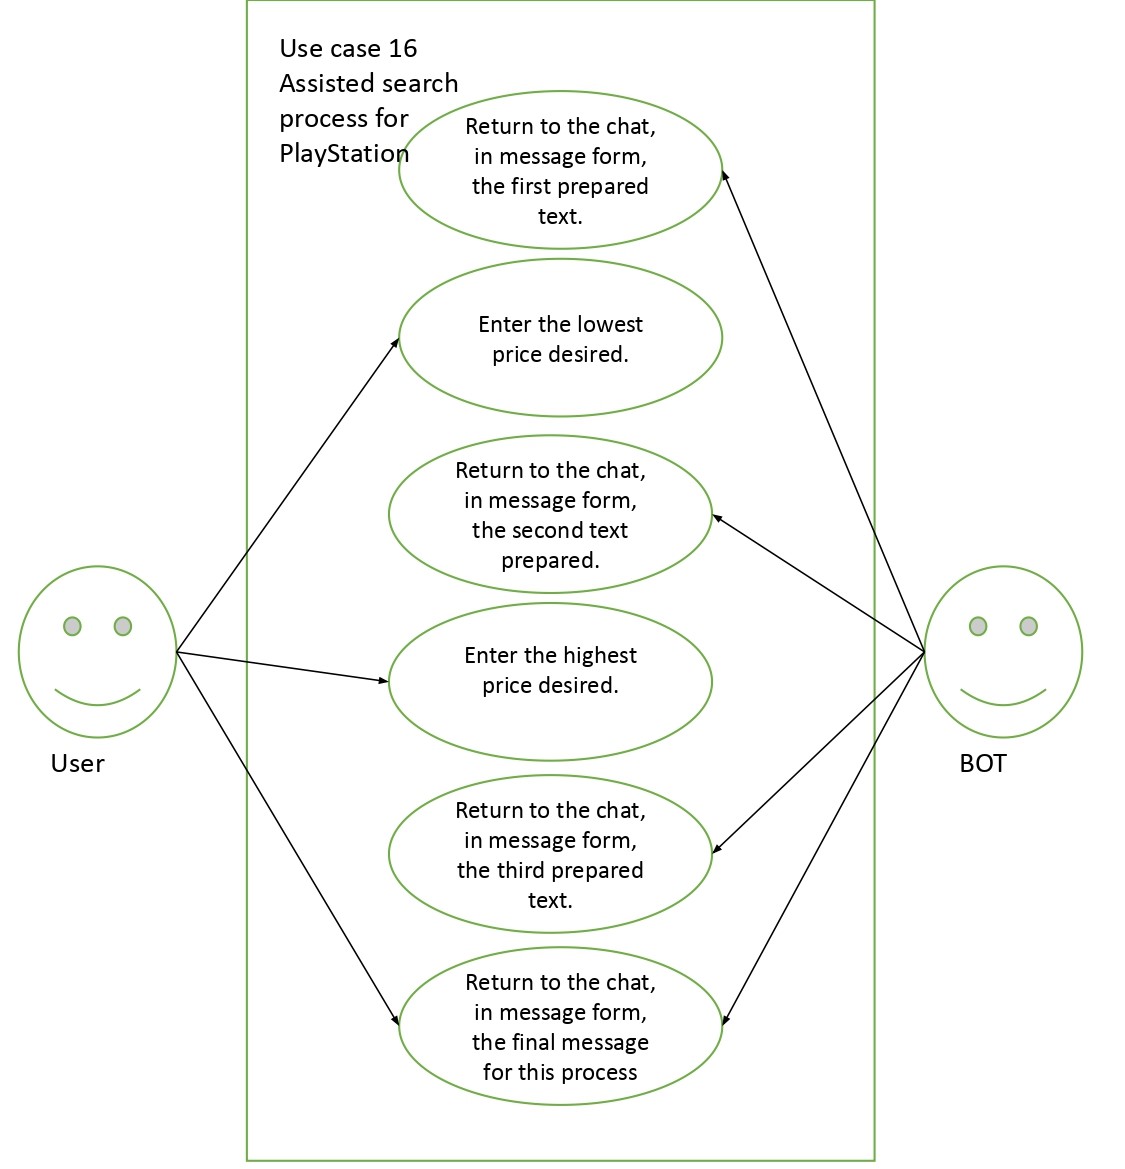 Use case 16
Assisted search
process for
PlayStation
Return to the chat,
in message form,
the first prepared
text.
Enter the lowest
price desired.
Return to the chat,
in message form,
the second text
prepared.
Enter the highest
price desired.
User
BOT
Return to the chat,
in message form,
the third prepared
text.
Return to the chat,
in message form,
the final message
for this process